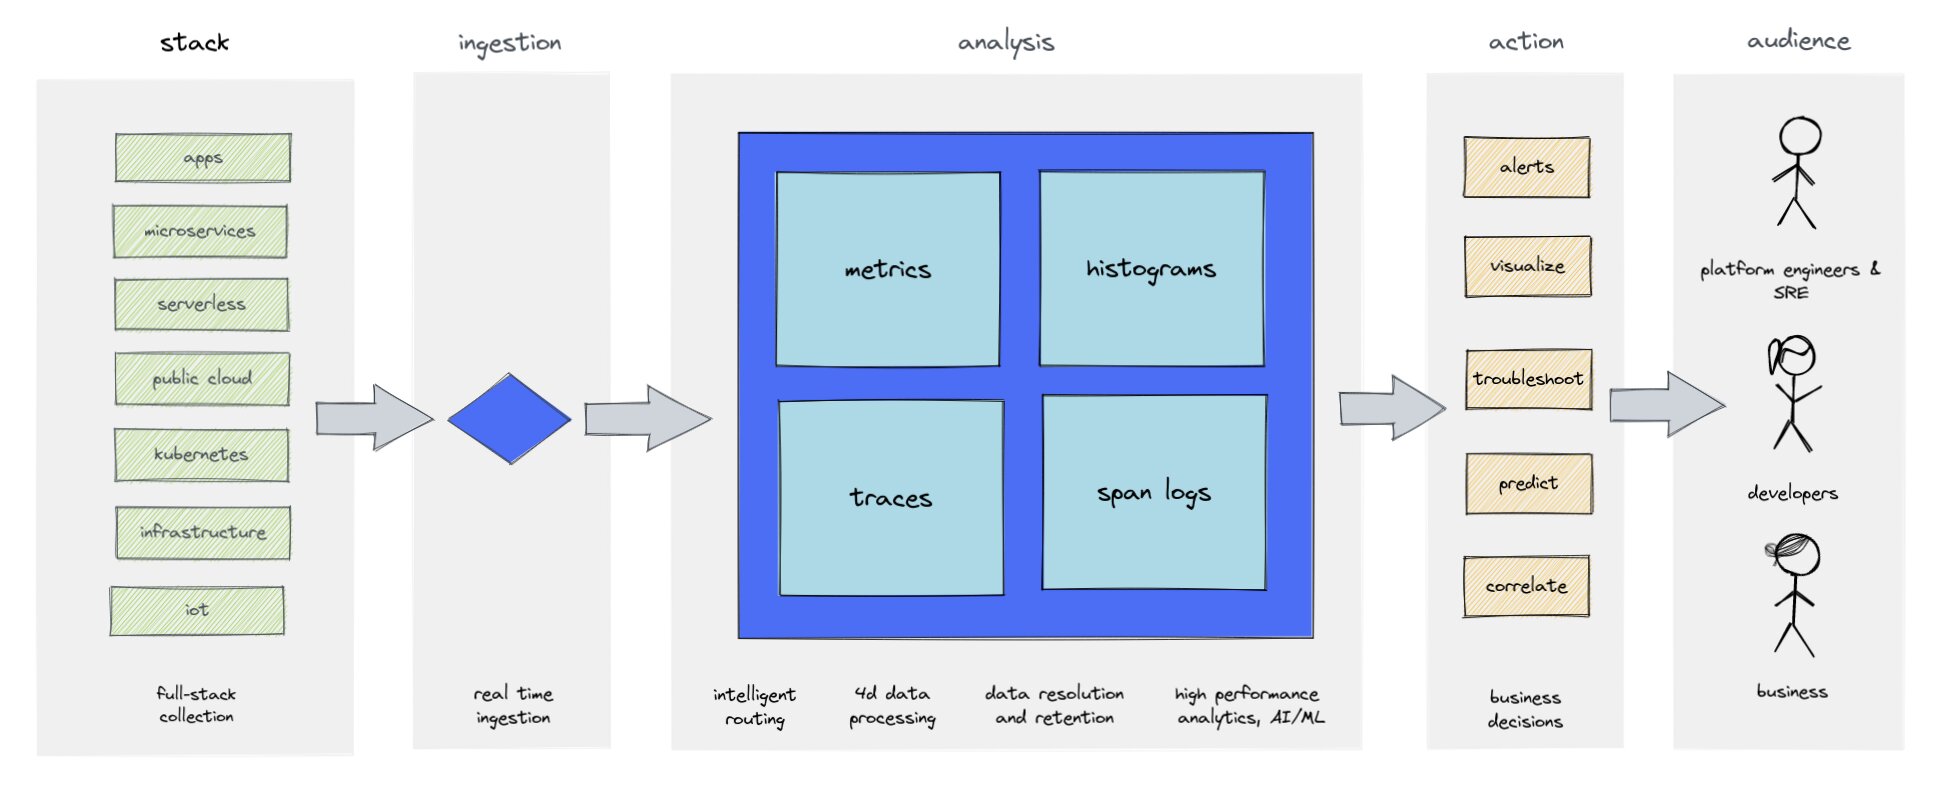 stack
apps
microservices
serverless
public cloud
kubernetes
infrastructure
iot
full-stack
collection
ingestion
real time
ingestion
analysis
metrics
histograms
traces
span logs
intelligent
routing
4d data
processing
data resolution
and retention
high performance
analytics, AI/ML
action
alerts
visualize
troubleshoot
predict
correlate
business
decisions
audience
platform engineers &
SRE
developers
business